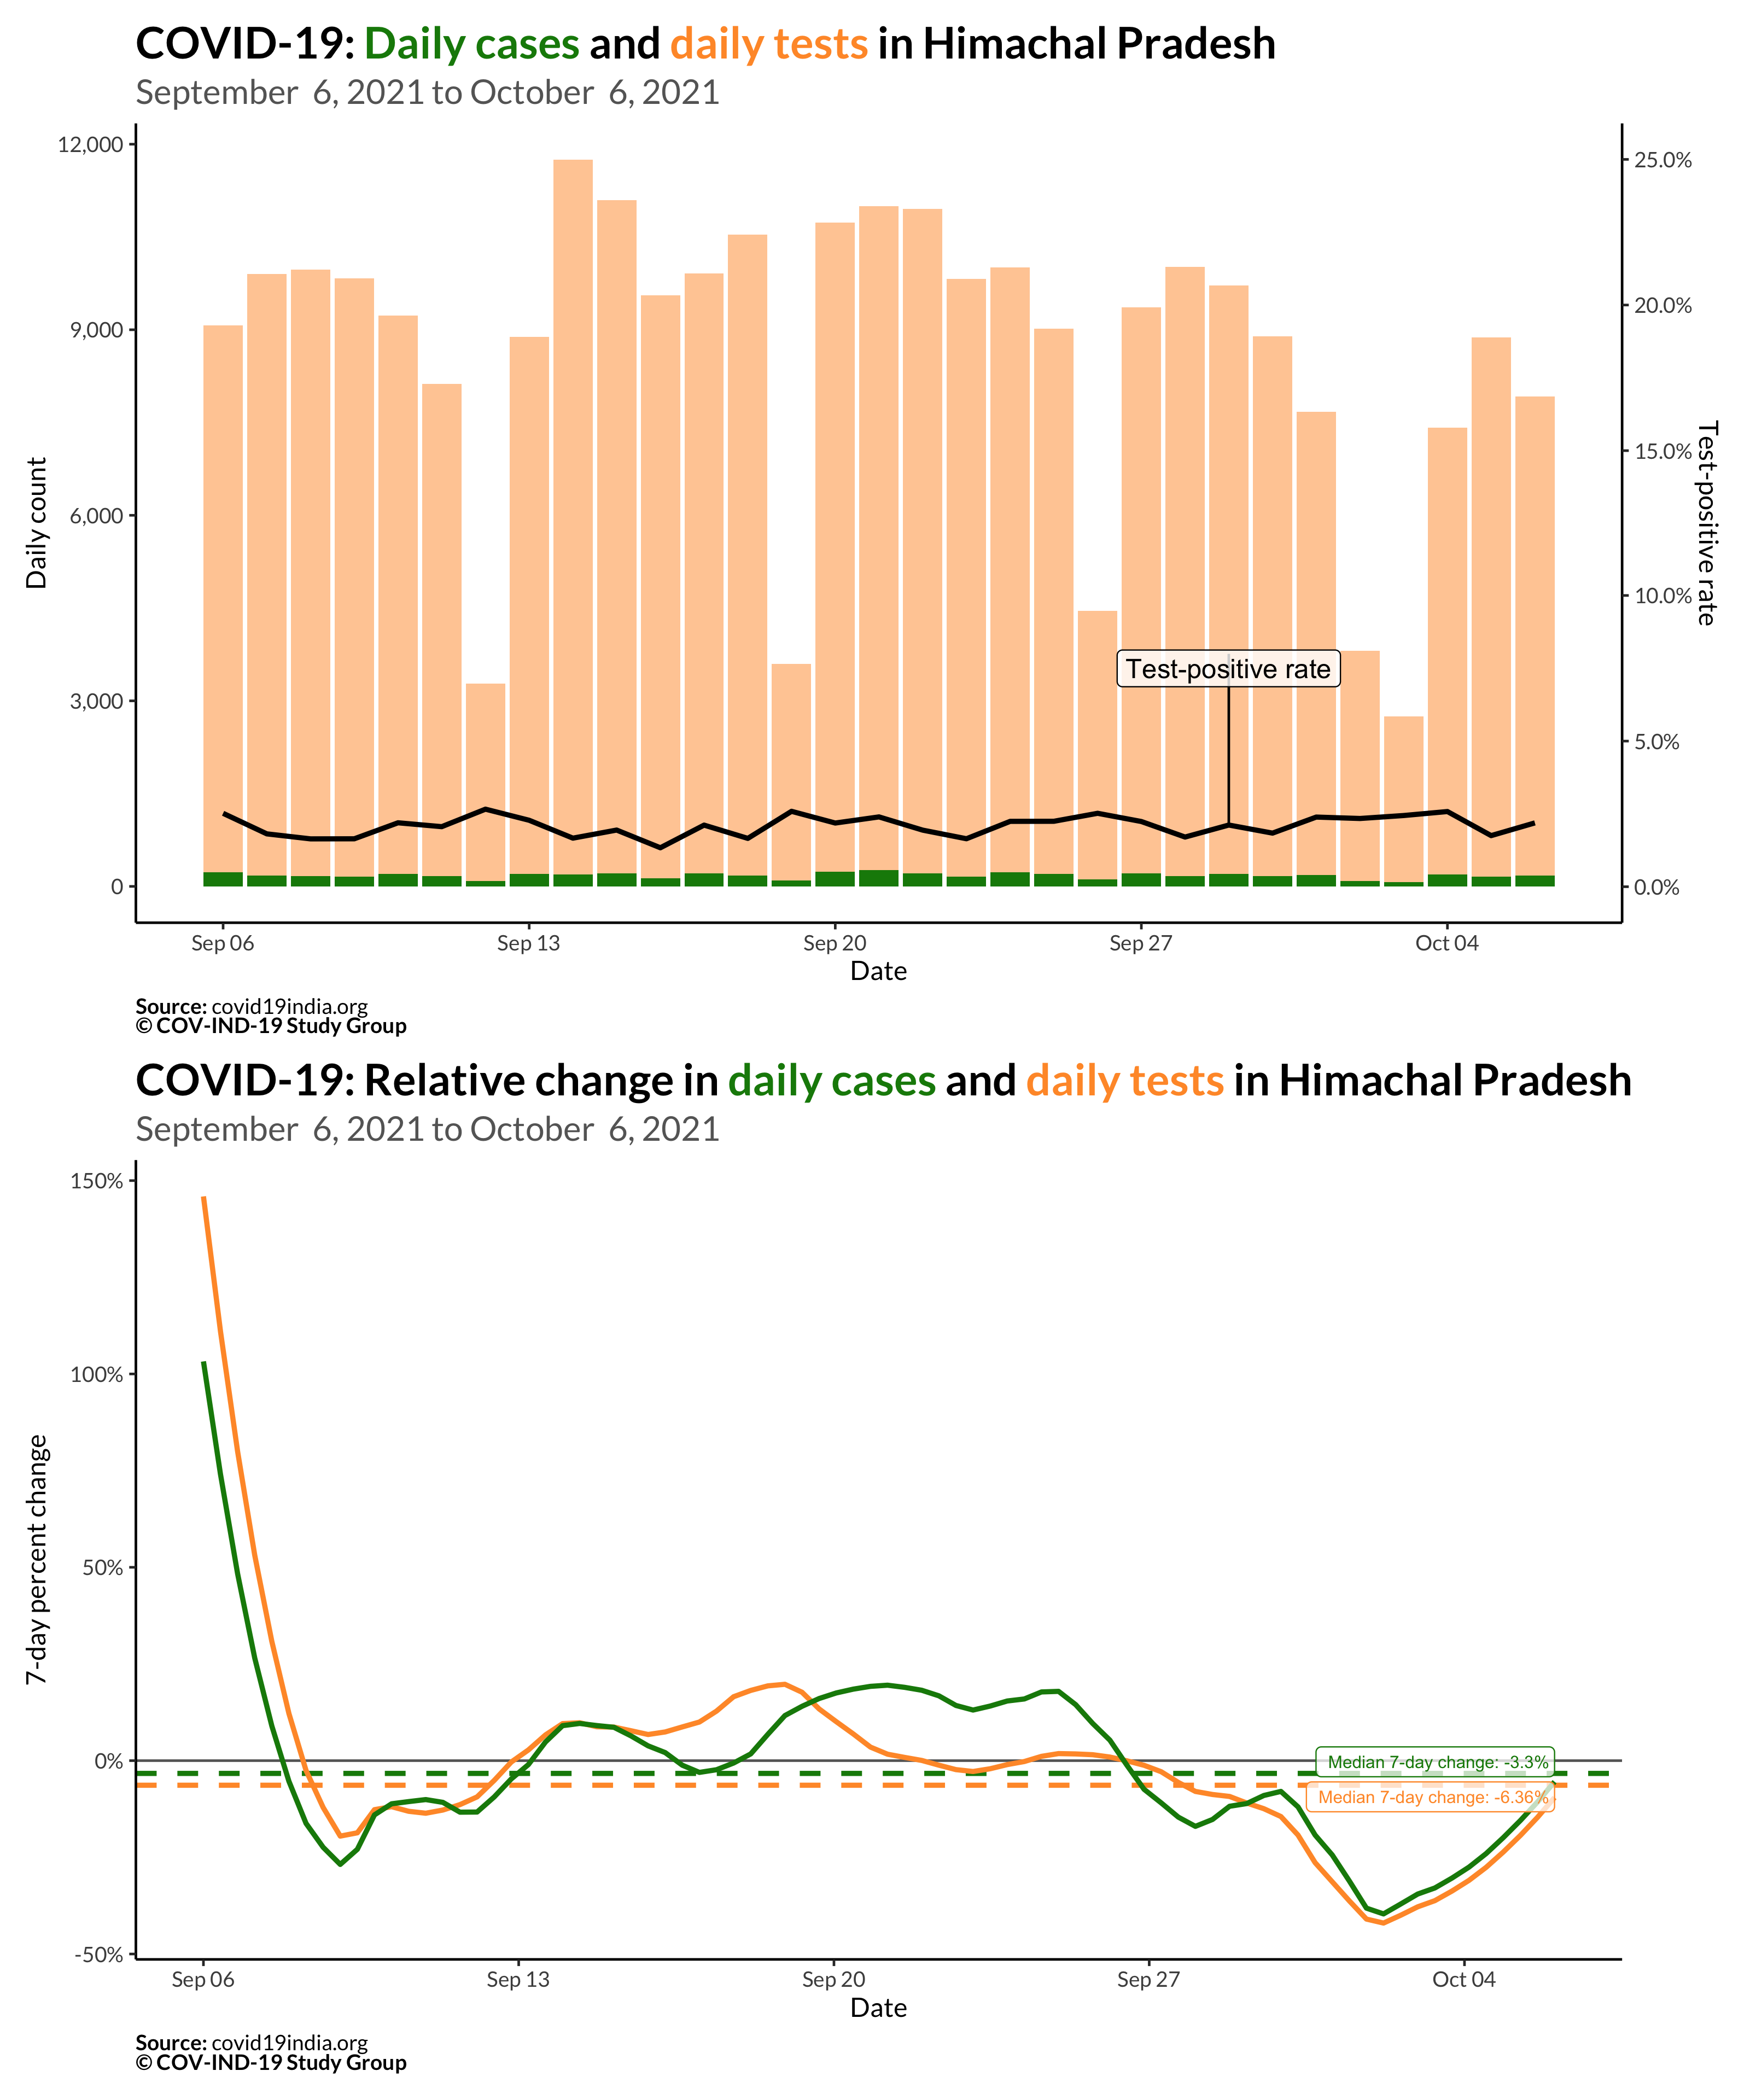 COVID-19: Daily cases and daily tests in Himachal Pradesh
September 6, 2021 to October 6, 2021
12,000
9,000
6,000
3,000
0
Daily count
25.0%
20.0%
15.0%
10.0%
5.0%
0.0%
Test-positive rate
Test-positive rate
Sep 06
Sep 13
Sep 20
Sep 27
Oct 04
Date
Source: covid19india.org
© COV-IND-19 Study Group
COVID-19: Relative change in daily cases and daily tests in Himachal Pradesh
September 6, 2021 to October 6, 2021
150%
100%
50%
0%
-50%
7-day percent change
Median 7-day change: -3.3%
Median 7-day change: -6.36%
Sep 06
Sep 13
Sep 20
Sep 27
Oct 04
Date
Source: covid19india.org
© COV-IND-19 Study Group